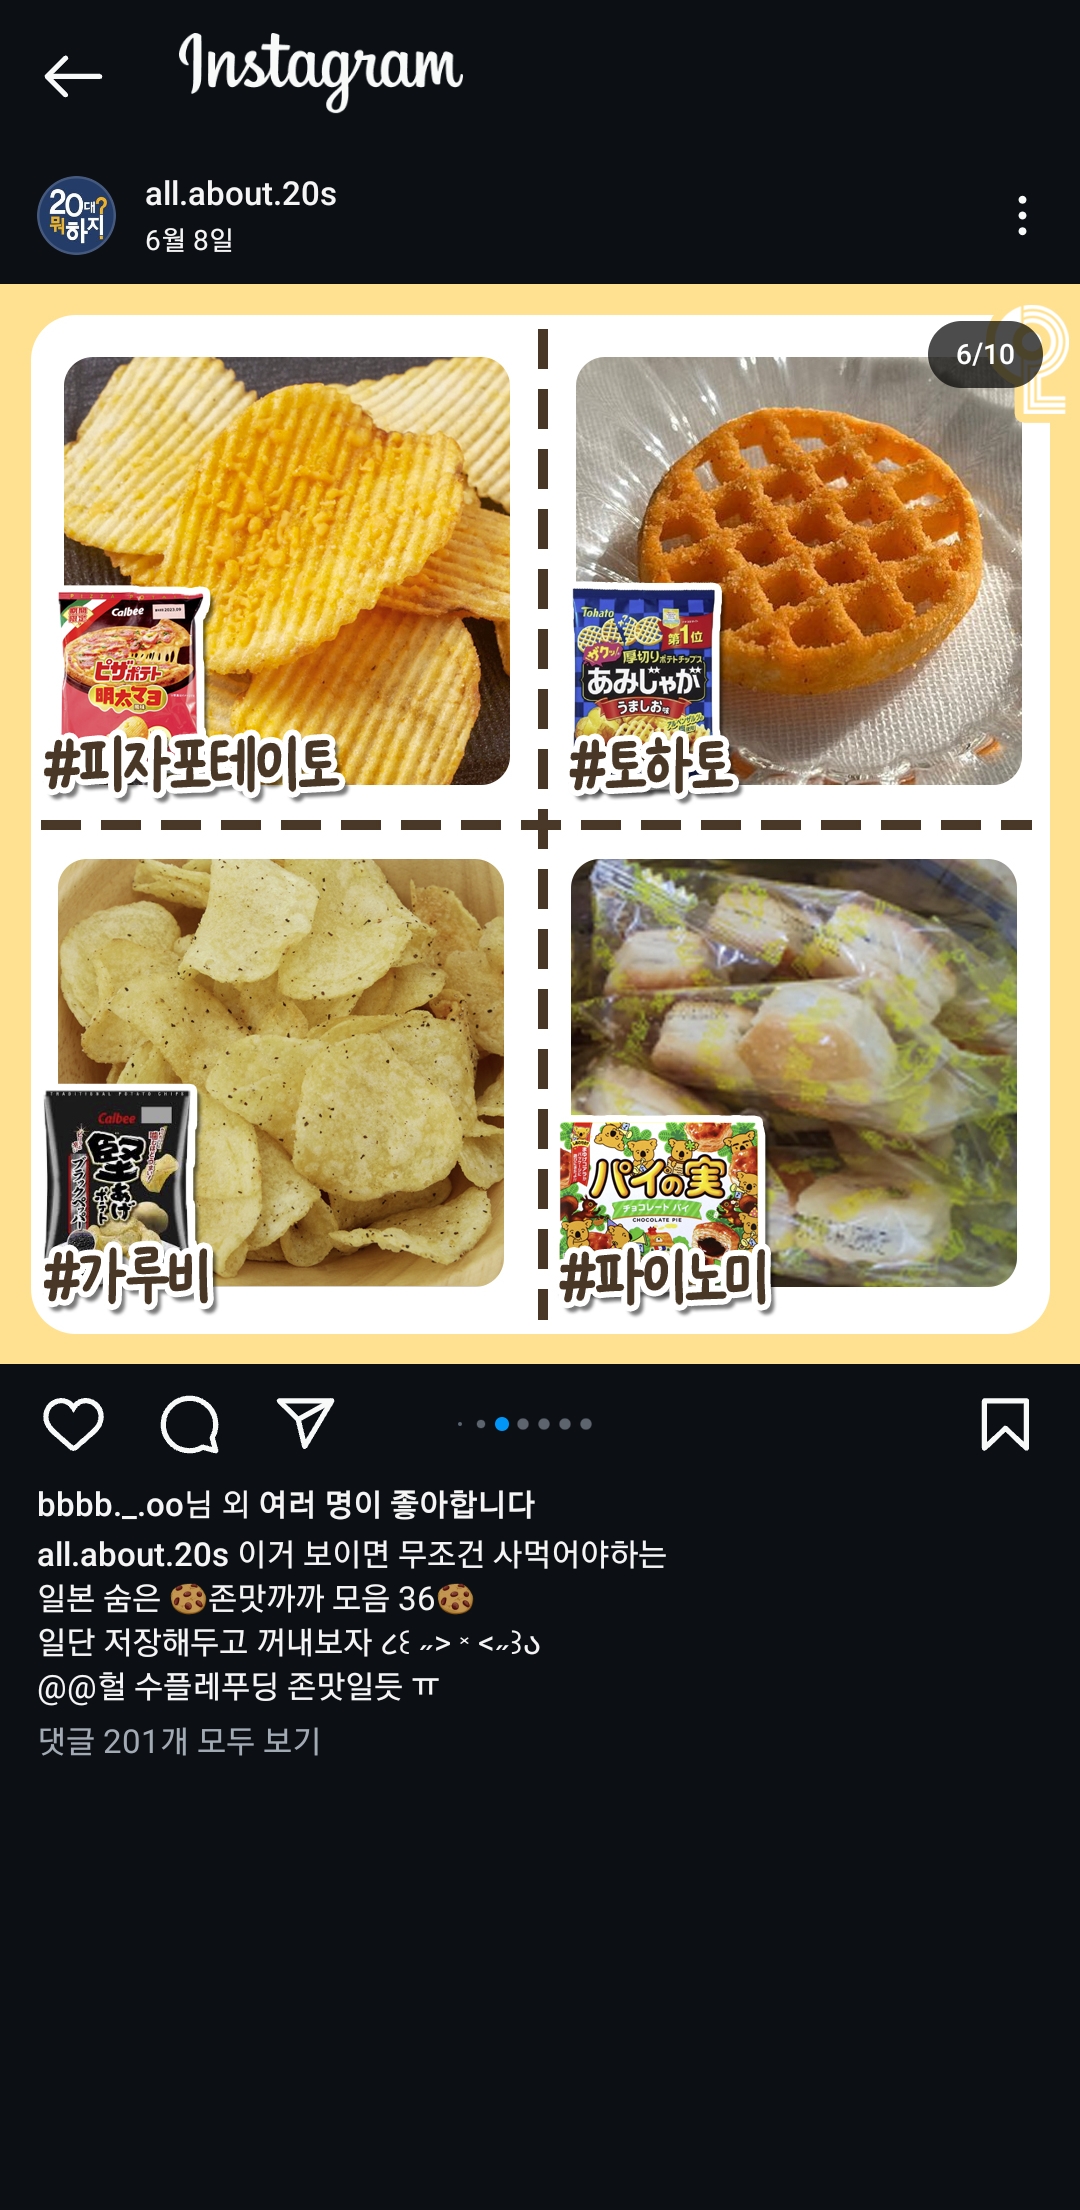 Instagram
20대?
뭐하지!
all.about.20s
6월 8일
6/10
期間
限定
Calbee
ピザポテト
明太マヨ
#피자포테이토
Tohato
第1位
ザクッ!
厚切りポテトチップス
あみじゃが
うましお味
#토하토
TRADITIONAL POTATO CHIPS
Calbee
堅あげ
ポテト
ブラックペッパー
#가루비
パイの実
チョコレートパイ
CHOCOLATE PIE
#파이노미
bbbb._.oo님 외 여러 명이 좋아합니다
all.about.20s 이거 보이면 무조건 사먹어야하는
일본 숨은 🍪존맛까까 모음 36🍪
일단 저장해두고 꺼내보자 ૮꒰ ˶> ༝ <˶꒱ა
@@헐 수플레푸딩 존맛일듯 ㅠ
댓글 201개 모두 보기